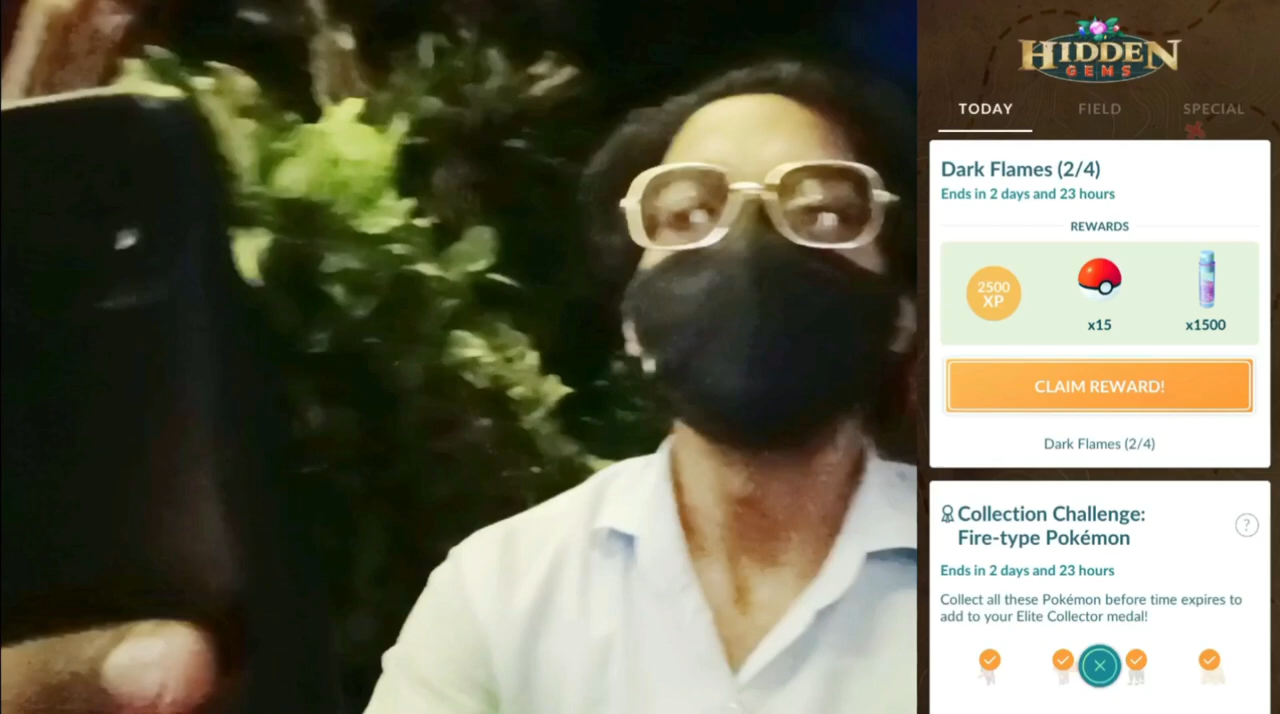 HIDDEN
GEMS
TODAY FIELD SPECIAL
Dark Flames (2/4)
Ends in 2 days and 23 hours
REWARDS
2500
XP
x15 x1500
CLAIM REWARD!
Dark Flames (2/4)
Collection Challenge:
Fire-type Pokémon
?
Ends in 2 days and 23 hours
Collect all these Pokémon before time expires to
add to your Elite Collector medal!